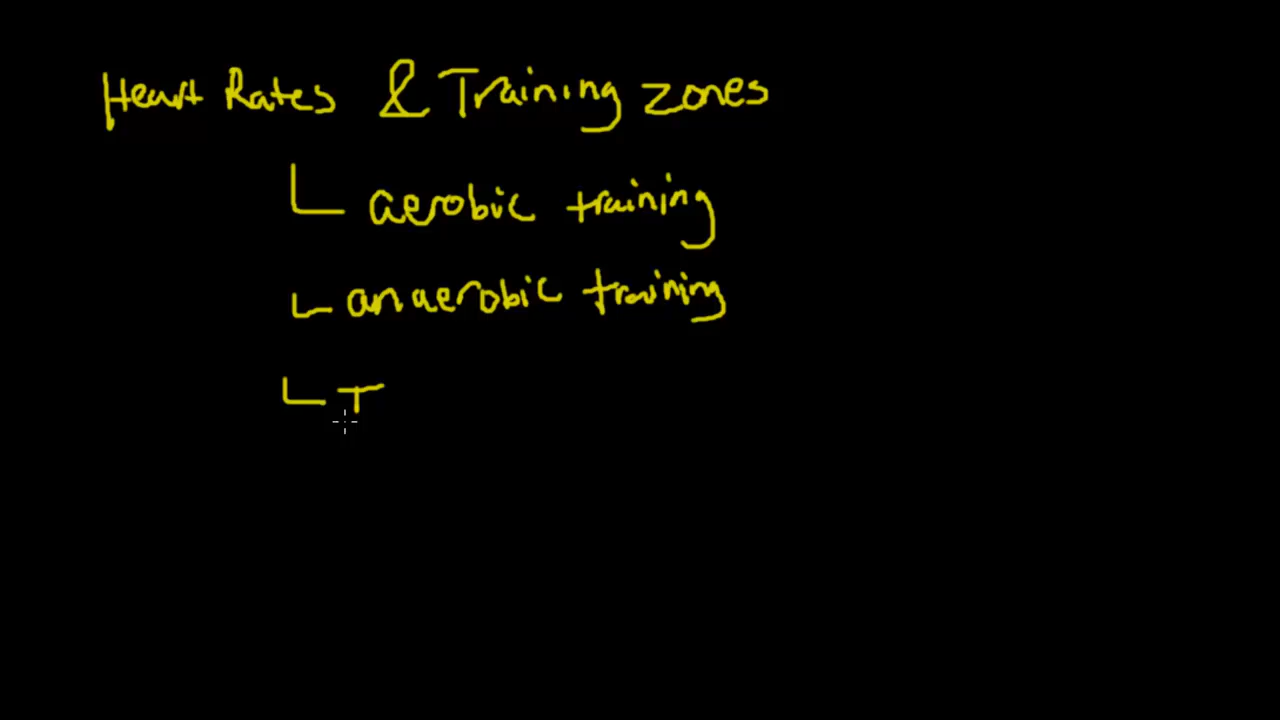 Heart Rates & Training zones
aerobic training
anaerobic training
T